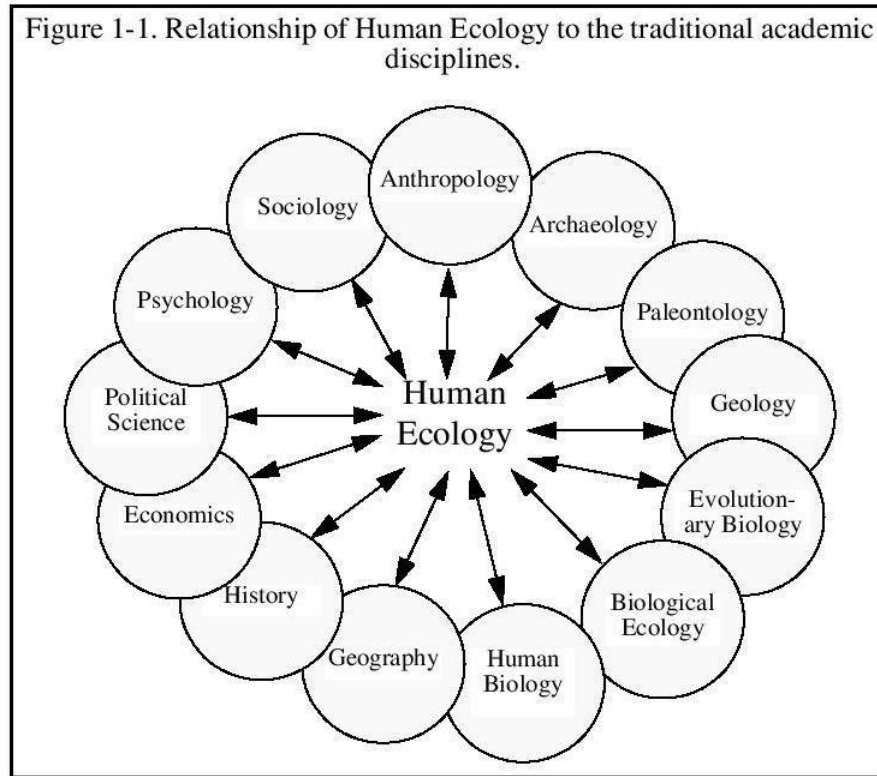 Figure 1-1. Relationship of Human Ecology to the traditional academic
disciplines.
Anthropology
Archaeology
Paleontology
Geology
Evolution-
ary Biology
Biological
Ecology
Human
Biology
Geography
History
Economics
Political
Science
Psychology
Sociology
Human
Ecology